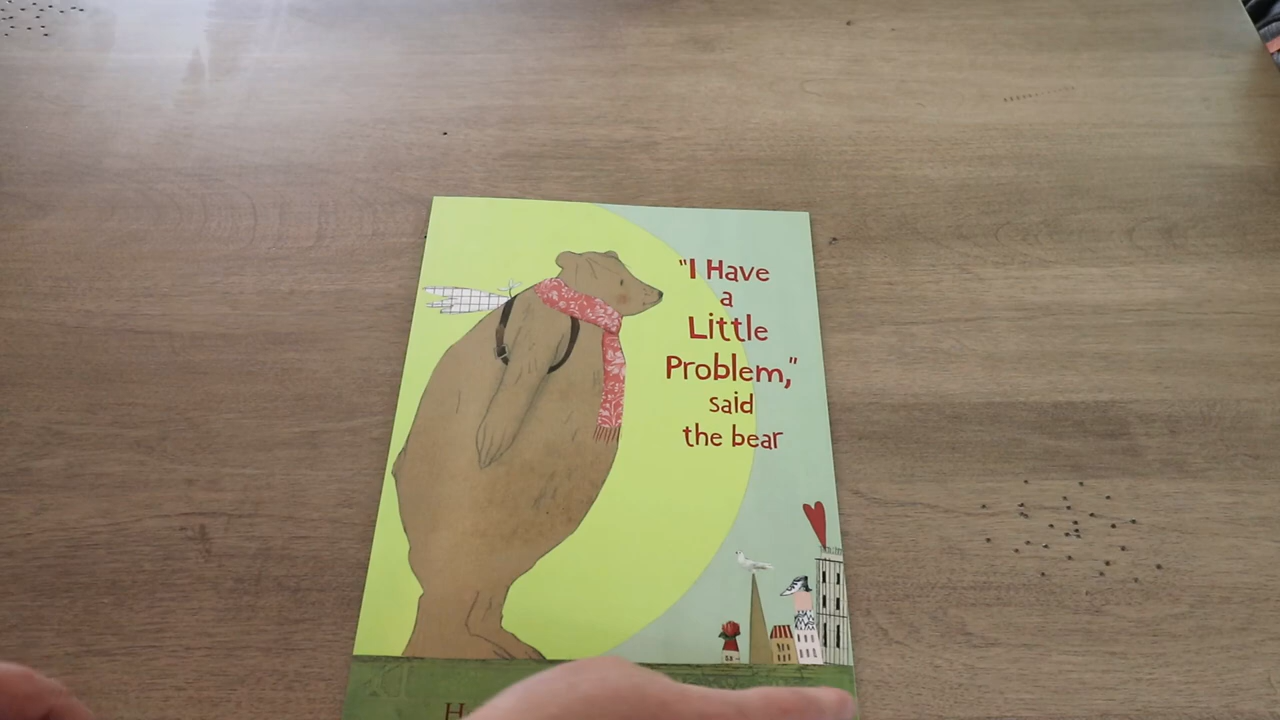 "I Have
a
Little
Problem,"
said
the bear